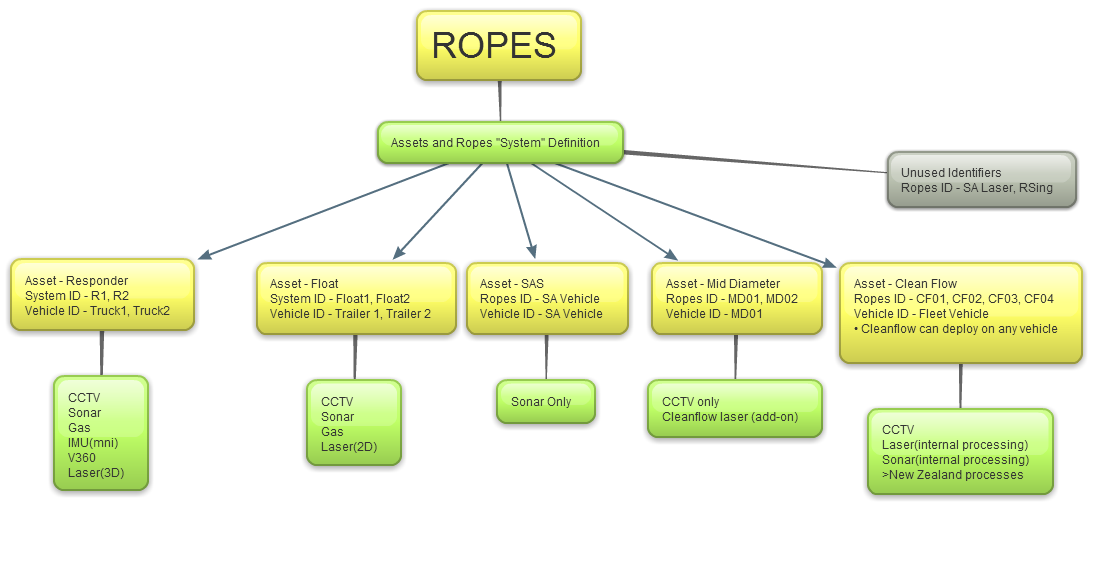 ROPES
Assets and Ropes "System" Definition
Unused Identifiers
Ropes ID - SA Laser, RSing
Asset - Responder
System ID - R1, R2
Vehicle ID - Truck1, Truck2
Asset - Float
System ID - Float1, Float2
Vehicle ID - Trailer 1, Trailer 2
Asset - SAS
Ropes ID - SA Vehicle
Vehicle ID - SA Vehicle
Asset - Mid Diameter
Ropes ID - MD01, MD02
Vehicle ID - MD01
Asset - Clean Flow
Ropes ID - CF01, CF02, CF03, CF04
Vehicle ID - Fleet Vehicle
• Cleanflow can deploy on any vehicle
CCTV
Sonar
Gas
IMU(mni)
V360
Laser(3D)
CCTV
Sonar
Gas
Laser(2D)
Sonar Only
CCTV only
Cleanflow laser (add-on)
CCTV
Laser(internal processing)
Sonar(internal processing)
>New Zealand processes